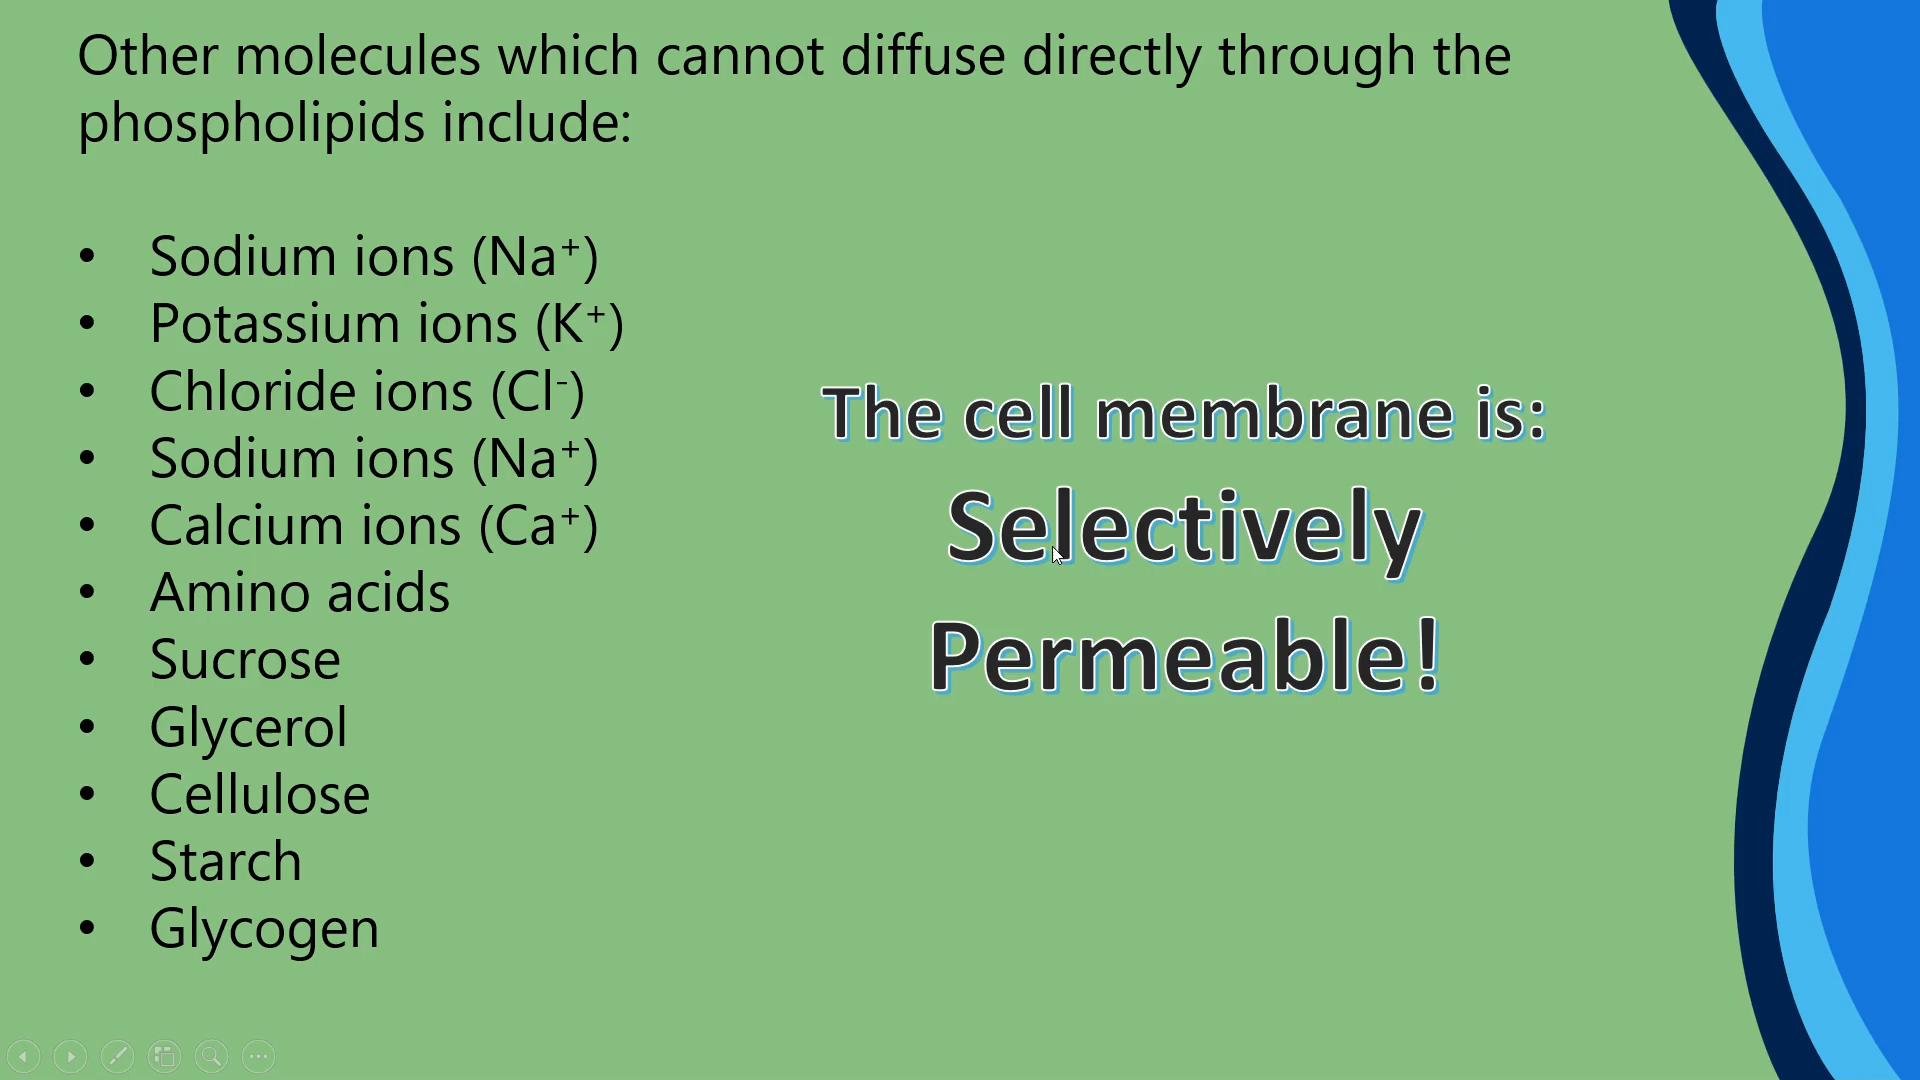 Other molecules which cannot diffuse directly through the
phospholipids include:
• Sodium ions (Na⁺)
• Potassium ions (K⁺)
• Chloride ions (Cl⁻)
• Sodium ions (Na⁺)
• Calcium ions (Ca⁺)
• Amino acids
• Sucrose
• Glycerol
• Cellulose
• Starch
• Glycogen
The cell membrane is:
Selectively
Permeable!